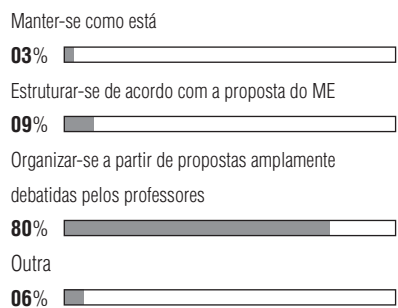 Manter-se como está
03%
Estruturar-se de acordo com a proposta do ME
09%
Organizar-se a partir de propostas amplamente
debatidas pelos professores
80%
Outra
06%